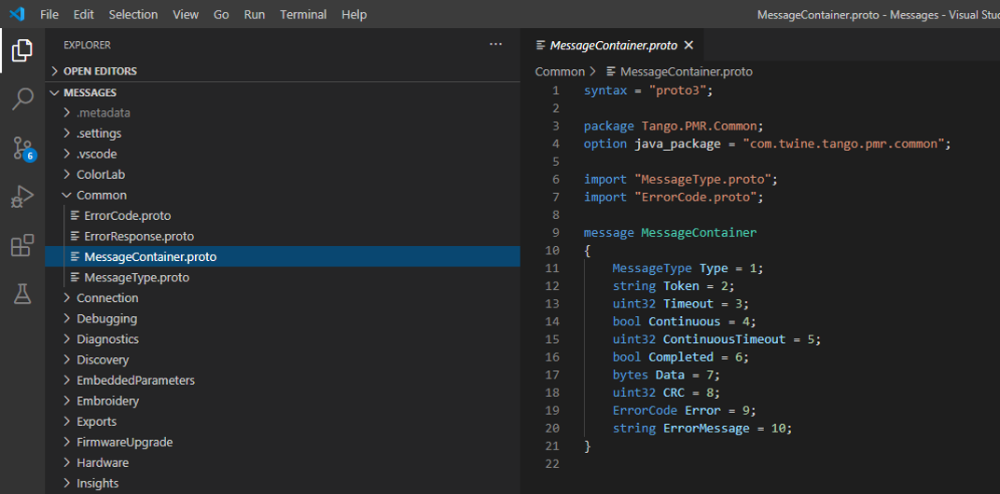 File Edit Selection View Go Run Terminal Help MessageContainer.proto - Messages - Visual Stu
EXPLORER ...
OPEN EDITORS
MESSAGES
.metadata
.settings
.vscode
6
ColorLab
Common
ErrorCode.proto
ErrorResponse.proto
MessageContainer.proto
MessageType.proto
Connection
Debugging
Diagnostics
Discovery
EmbeddedParameters
Embroidery
Exports
FirmwareUpgrade
Hardware
Insights
MessageContainer.proto
Common > MessageContainer.proto
1 syntax = "proto3";
2
3 package Tango.PMR.Common;
4 option java_package = "com.twine.tango.pmr.common";
5
6 import "MessageType.proto";
7 import "ErrorCode.proto";
8
9 message MessageContainer
10 {
11 MessageType Type = 1;
12 string Token = 2;
13 uint32 Timeout = 3;
14 bool Continuous = 4;
15 uint32 ContinuousTimeout = 5;
16 bool Completed = 6;
17 bytes Data = 7;
18 uint32 CRC = 8;
19 ErrorCode Error = 9;
20 string ErrorMessage = 10;
21 }
22